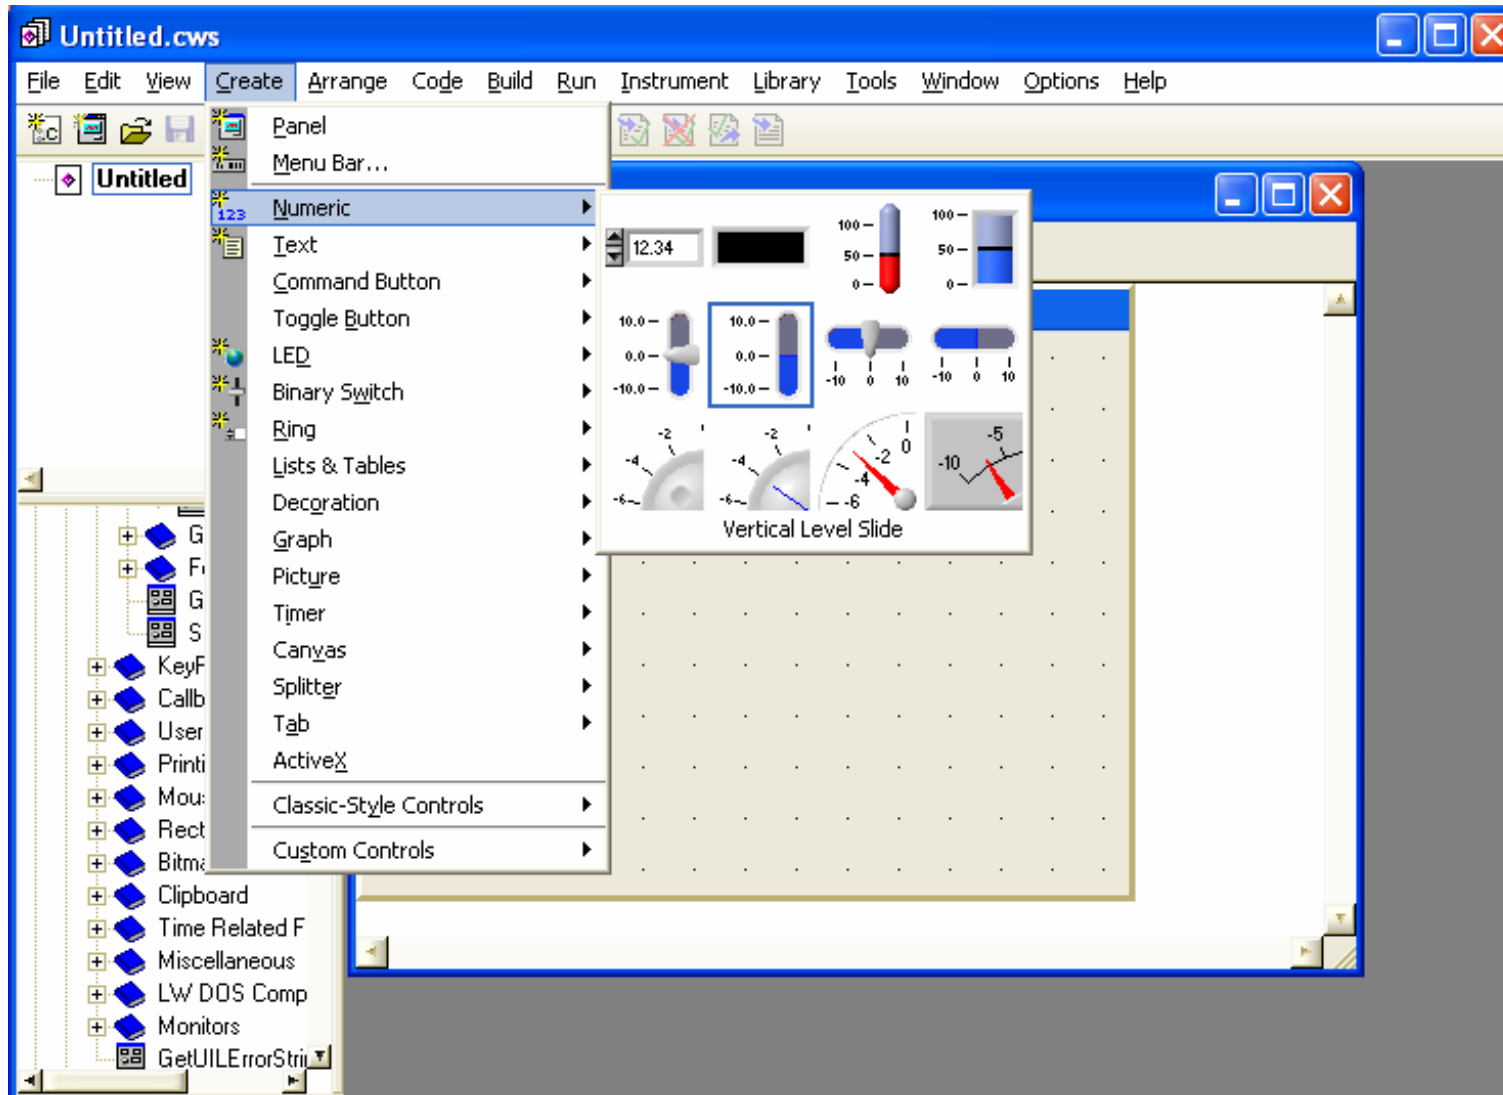 Untitled.cws
File Edit View Create Arrange Code Build Run Instrument Library Tools Window Options Help
Untitled
Panel
Menu Bar...
Numeric
Text
Command Button
Toggle Button
LED
Binary Switch
Ring
Lists & Tables
Decoration
Graph
Picture
Timer
Canvas
Splitter
Tab
ActiveX
Classic-Style Controls
Custom Controls
123
12.34
100
50
0
100
50
0
10.0
0.0
-10.0
10.0
0.0
-10.0
-10 0 10
-10 0 10
-2
-4
-6
-2
-4
-6
0
-2
-4
-6
-5
-10
Vertical Level Slide
G
F
G
S
KeyF
Callb
User
Printi
Mou
Rect
Bitma
Clipboard
Time Related F
Miscellaneous
LW DOS Comp
Monitors
GetUILErrorStri